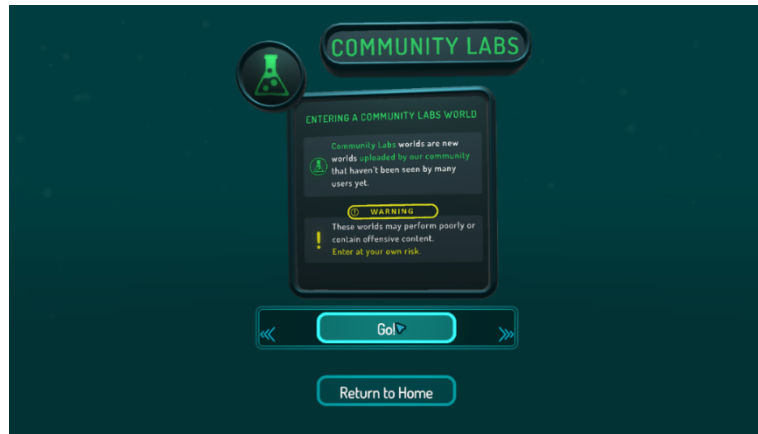 COMMUNITY LABS
ENTERING A COMMUNITY LABS WORLD
Community Labs worlds are new
worlds uploaded by our community
that haven't been seen by many
users yet.
WARNING
These worlds may perform poorly or
contain offensive content.
Enter at your own risk.
Go!
Return to Home